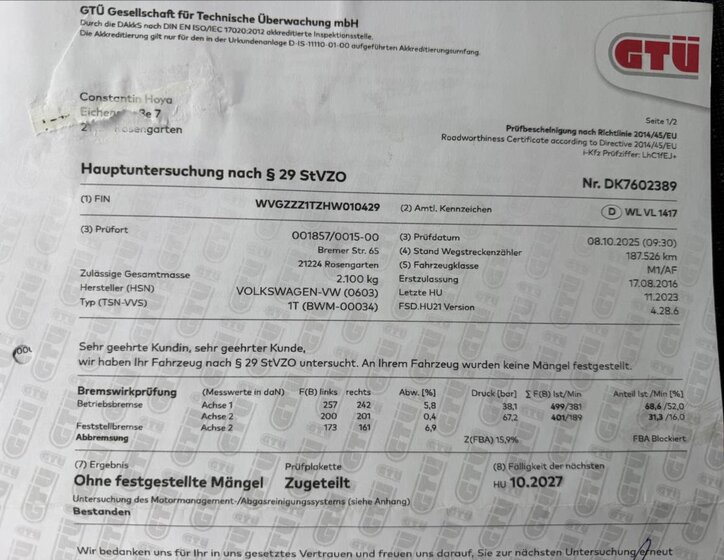 GTÜ Gesellschaft für Technische Überwachung mbH
Durch die DAkkS nach DIN EN ISO/IEC 17020:2012 akkreditierte Inspektionsstelle.
Die Akkreditierung gilt nur für den in der Urkundenanlage D-IS-11110-01-00 aufgeführten Akkreditierungsumfang.
GTÜ
Constantin Hoya
ße 7
Rosengarten
Seite 1/2
Prüfbescheinigung nach Richtlinie 2014/45/EU
Roadworthiness Certificate according to Directive 2014/45/EU
i-Kfz Prüfziffer: LhC1fEJ+
Hauptuntersuchung nach § 29 StVZO Nr. DK7602389
(1) FIN WVGZZZ1TZHW010429 (2) Amtl. Kennzeichen D WL VL 1417
(3) Prüfort 001857/0015-00 (3) Prüfdatum 08.10.2025 (09:30)
Bremer Str. 65 (4) Stand Wegstreckenzähler 187.526 km
21224 Rosengarten (5) Fahrzeugklasse M1/AF
Zulässige Gesamtmasse 2.100 kg Erstzulassung 17.08.2016
Hersteller (HSN) VOLKSWAGEN-VW (0603) Letzte HU 11.2023
Typ (TSN-VVS) 1T (BWM-00034) FSD.HU21 Version 4.28.6
Sehr geehrte Kundin, sehr geehrter Kunde,
wir haben Ihr Fahrzeug nach § 29 StVZO untersucht. An Ihrem Fahrzeug wurden keine Mängel festgestellt.
Bremswirkprüfung (Messwerte in daN) F(B) links rechts Abw. [%] Druck [bar] Σ F(B) Ist/Min Anteil Ist /Min [%]
Betriebsbremse Achse 1 257 242 5,8 38,1 499/381 68,6/52,0
Achse 2 200 201 0,4 67,2 401/189 31,3/16,0
Feststellbremse Achse 2 173 161 6,9
Abbremsung Z(FBA) 15,9% FBA Blockiert
(7) Ergebnis Prüfplakette (8) Fälligkeit der nächsten
Ohne festgestellte Mängel Zugeteilt HU 10.2027
Untersuchung des Motormanagement-/Abgasreinigungssystems (siehe Anhang)
Bestanden
Wir bedanken uns für Ihr in uns gesetztes Vertrauen und freuen uns darauf, Sie zur nächsten Untersuchung erneut